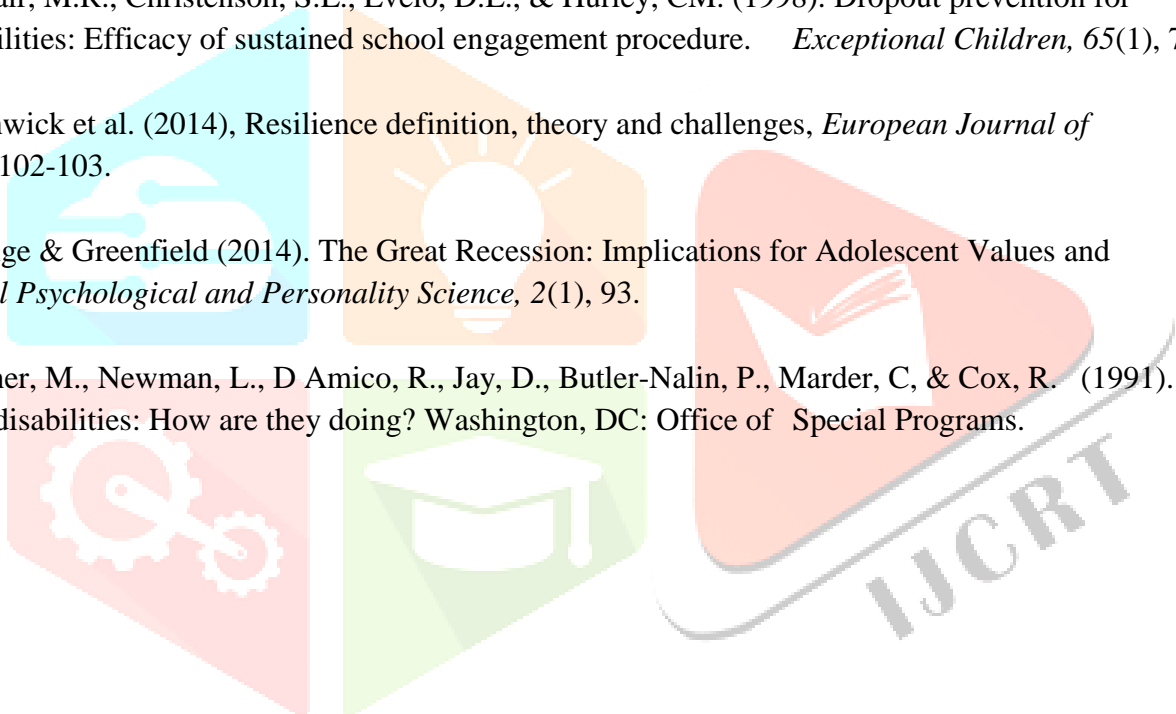 M.R., Christenson, S.L., Evelo, D.L., & Hurley, CM. (1998). Dropout prevention for
ilities: Efficacy of sustained school engagement procedure. Exceptional Children, 65(1), 7
wick et al. (2014), Resilience definition, theory and challenges, European Journal of
102-103.
ge & Greenfield (2014). The Great Recession: Implications for Adolescent Values and
l Psychological and Personality Science, 2(1), 93.
ner, M., Newman, L., D Amico, R., Jay, D., Butler-Nalin, P., Marder, C, & Cox, R. (1991).
disabilities: How are they doing? Washington, DC: Office of Special Programs.
IJCRT